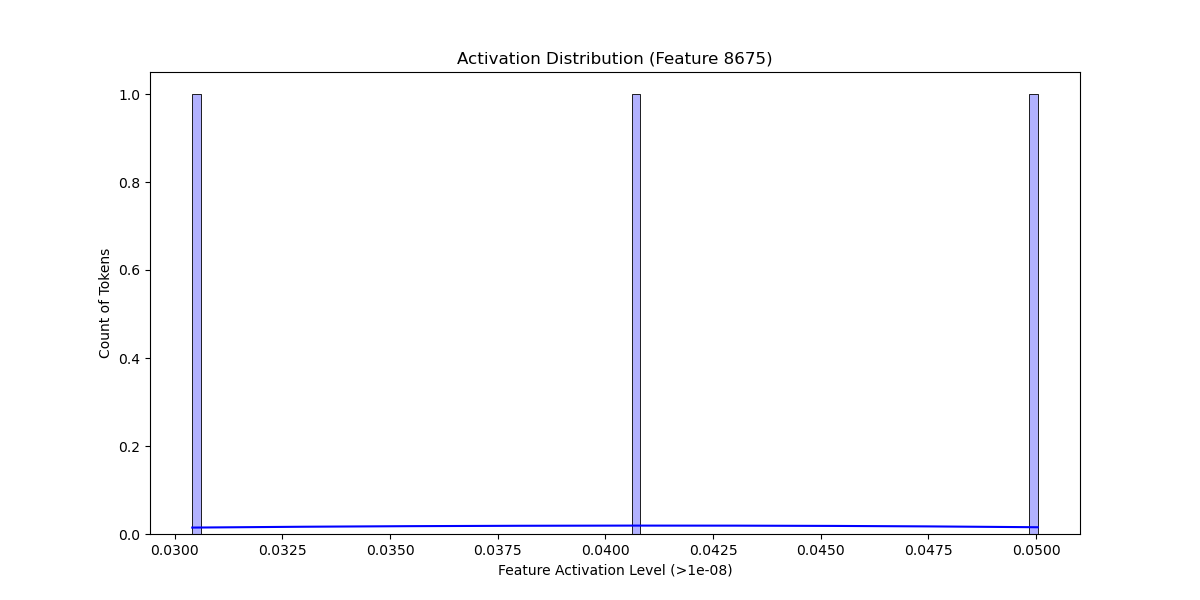 Activation Distribution (Feature 8675)
Count of Tokens
1.0
0.8
0.6
0.4
0.2
0.0
0.0300 0.0325 0.0350 0.0375 0.0400 0.0425 0.0450 0.0475 0.0500
Feature Activation Level (>1e-08)